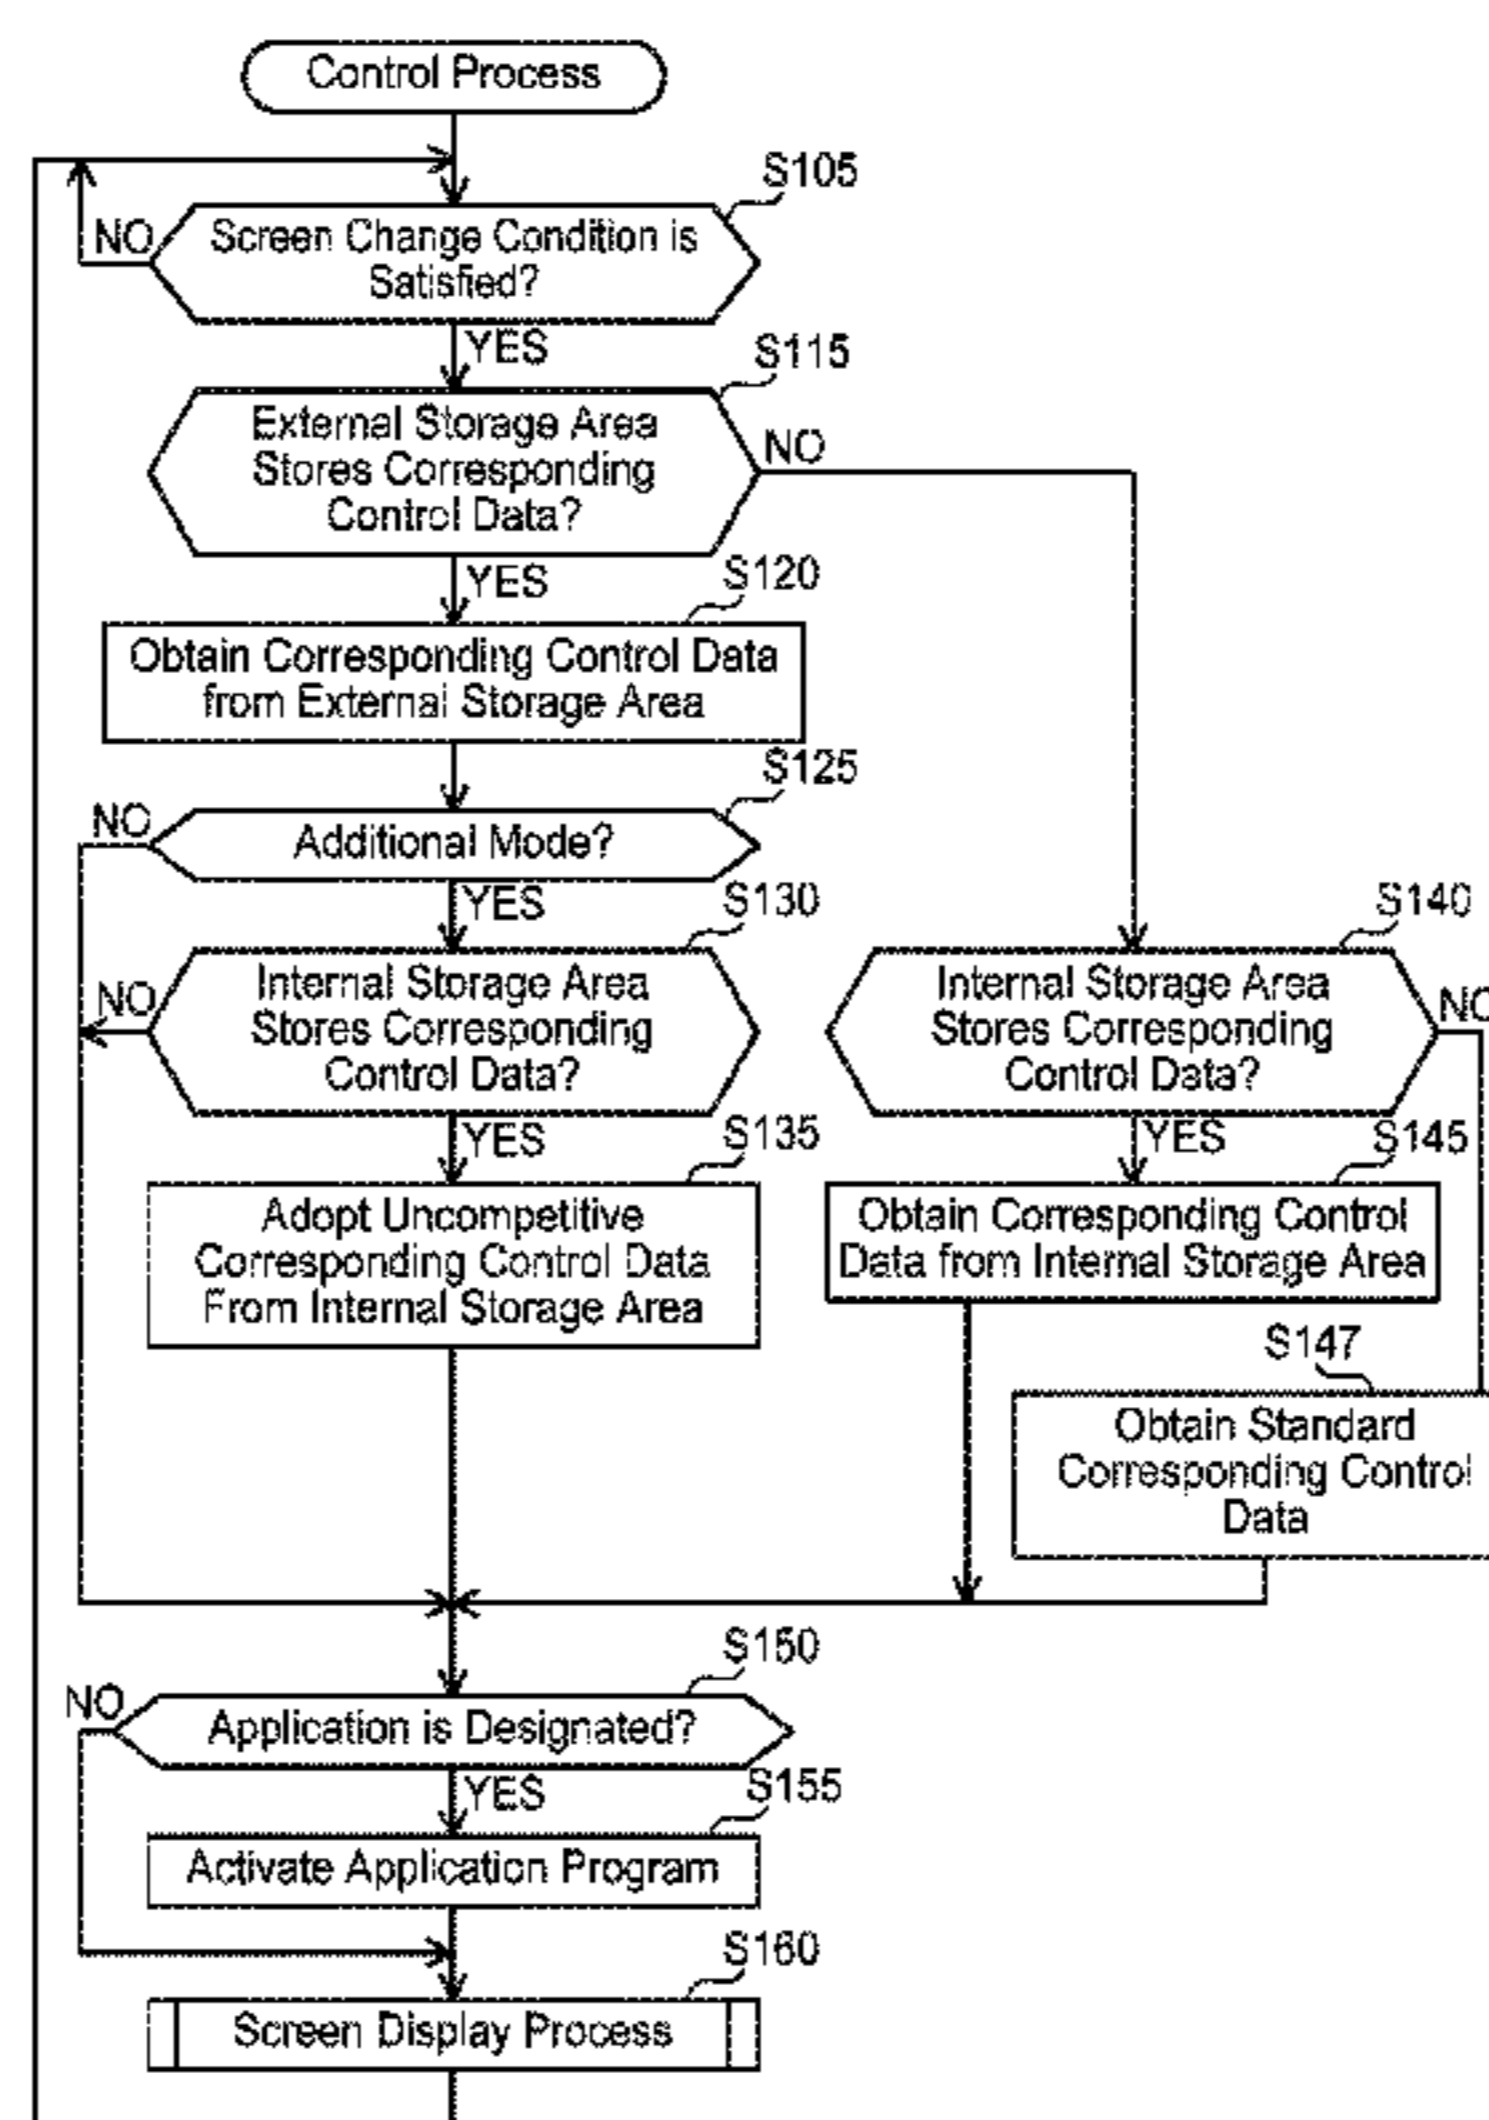 Control Process
S105
NO
Screen Change Condition is
Satisfied?
YES
S115
External Storage Area
Stores Corresponding
Control Data?
NO
YES
S120
Obtain Corresponding Control Data
from External Storage Area
S125
NO
Additional Mode?
YES
S130
S140
NO
Internal Storage Area
Stores Corresponding
Control Data?
Internal Storage Area
Stores Corresponding
Control Data?
NO
YES
S135
YES
S145
Adopt Uncompetitive
Corresponding Control Data
From Internal Storage Area
Obtain Corresponding Control
Data from Internal Storage Area
S147
Obtain Standard
Corresponding Control
Data
S150
NO
Application is Designated?
YES
S155
Activate Application Program
S160
Screen Display Process